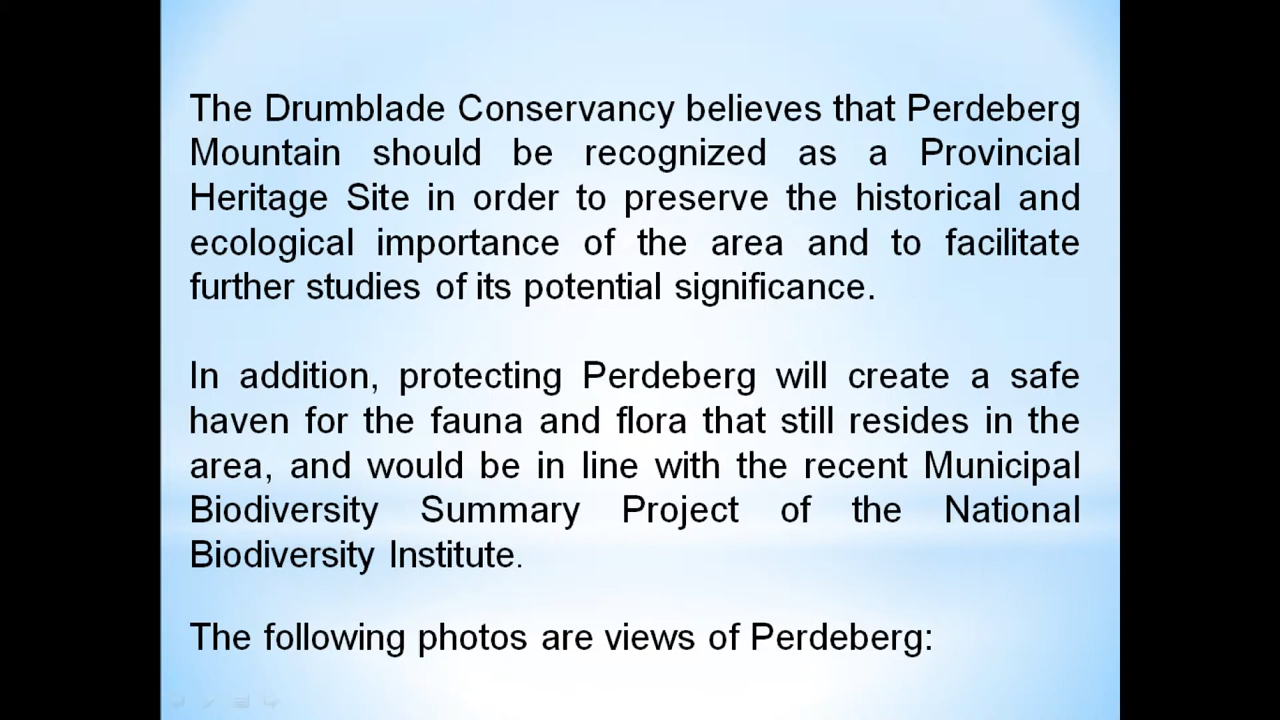 The Drumblade Conservancy believes that Perdeberg
Mountain should be recognized as a Provincial
Heritage Site in order to preserve the historical and
ecological importance of the area and to facilitate
further studies of its potential significance.
In addition, protecting Perdeberg will create a safe
haven for the fauna and flora that still resides in the
area, and would be in line with the recent Municipal
Biodiversity Summary Project of the National
Biodiversity Institute.
The following photos are views of Perdeberg: